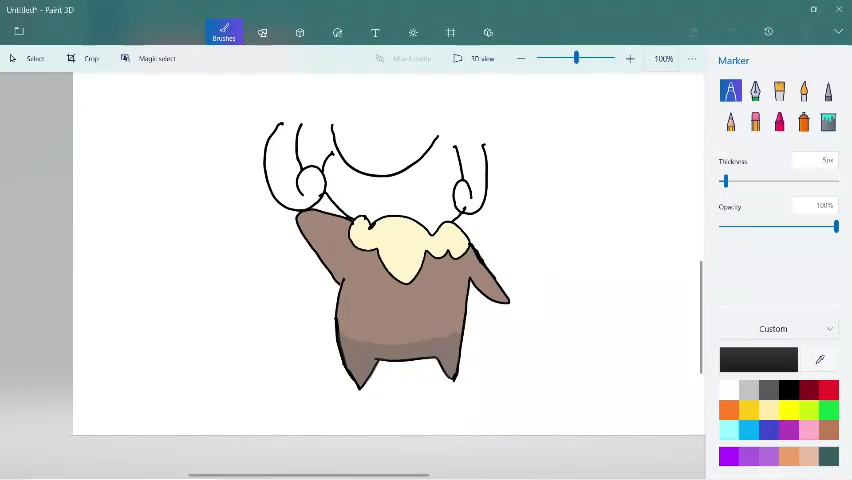 Untitled* - Paint 3D
Brushes
Select
Crop
Magic select
Mixed reality
3D view
100%
Marker
Thickness
5px
Opacity
100%
Custom